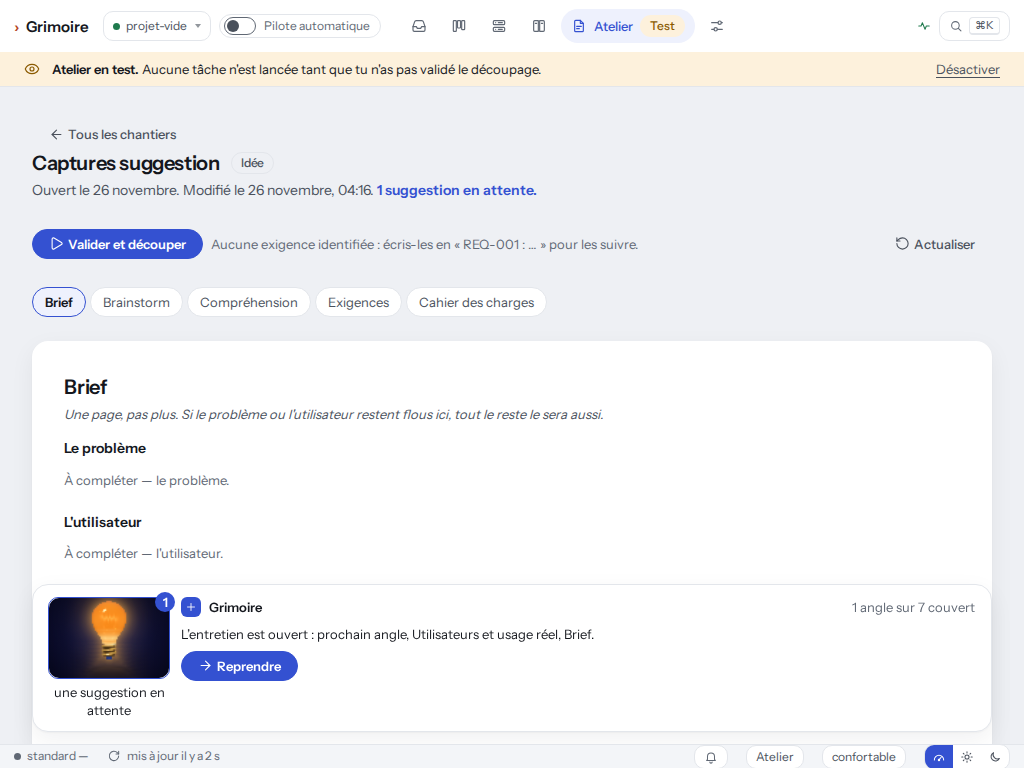 › Grimoire projet-vide Pilote automatique Atelier Test ⌘K
Atelier en test. Aucune tâche n'est lancée tant que tu n'as pas validé le découpage. Désactiver
← Tous les chantiers
Captures suggestion Idée
Ouvert le 26 novembre. Modifié le 26 novembre, 04:16. 1 suggestion en attente.
Valider et découper Aucune exigence identifiée : écris-les en « REQ-001 : … » pour les suivre. Actualiser
Brief Brainstorm Compréhension Exigences Cahier des charges
Brief
Une page, pas plus. Si le problème ou l'utilisateur restent flous ici, tout le reste le sera aussi.
Le problème
À compléter — le problème.
L'utilisateur
À compléter — l'utilisateur.
1 Grimoire 1 angle sur 7 couvert
L'entretien est ouvert : prochain angle, Utilisateurs et usage réel, Brief.
→ Reprendre
une suggestion en
attente
standard — mis à jour il y a 2 s Atelier confortable